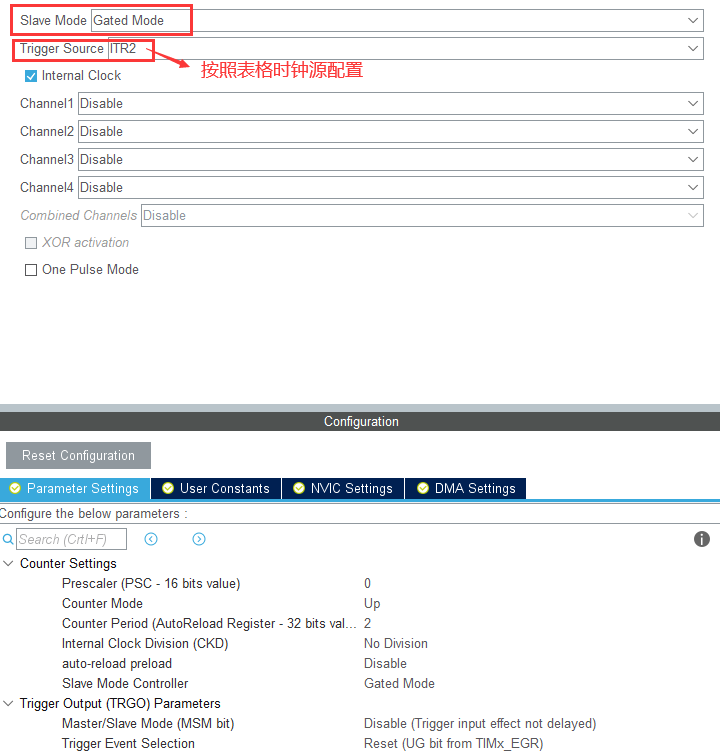 Slave Mode Gated Mode
Trigger Source ITR2
按照表格时钟源配置
Internal Clock
Channel1 Disable
Channel2 Disable
Channel3 Disable
Channel4 Disable
Combined Channels Disable
XOR activation
One Pulse Mode
Configuration
Reset Configuration
Parameter Settings User Constants NVIC Settings DMA Settings
Configure the below parameters :
Search (Crtl+F)
Counter Settings
Prescaler (PSC - 16 bits value) 0
Counter Mode Up
Counter Period (AutoReload Register - 32 bits val... 2
Internal Clock Division (CKD) No Division
auto-reload preload Disable
Slave Mode Controller Gated Mode
Trigger Output (TRGO) Parameters
Master/Slave Mode (MSM bit) Disable (Trigger input effect not delayed)
Trigger Event Selection Reset (UG bit from TIMx_EGR)